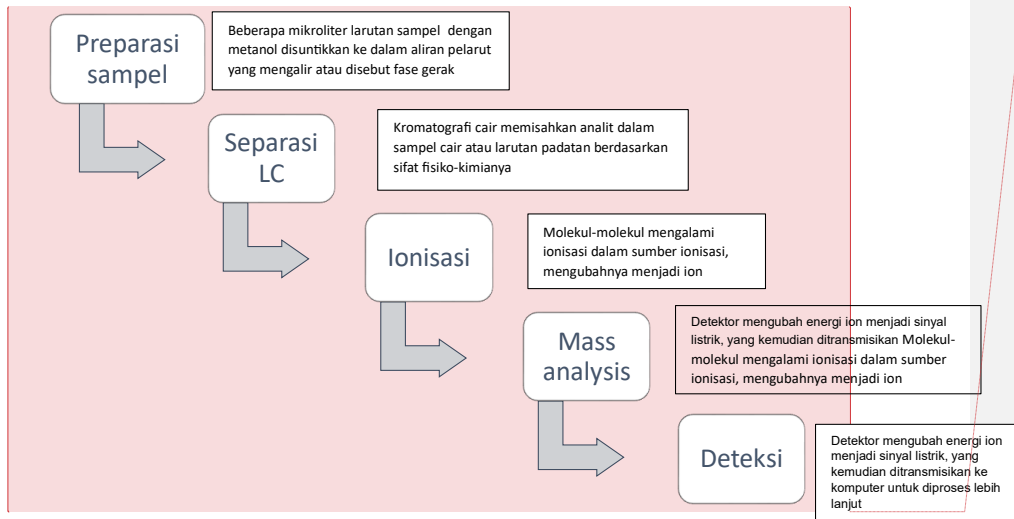 Preparasi
sampel
Beberapa mikroliter larutan sampel dengan
metanol disuntikkan ke dalam aliran pelarut
yang mengalir atau disebut fase gerak
Separasi
LC
Kromatografi cair memisahkan analit dalam
sampel cair atau larutan padatan berdasarkan
sifat fisiko-kimianya
Ionisasi
Molekul-molekul mengalami
ionisasi dalam sumber ionisasi,
mengubahnya menjadi ion
Mass
analysis
Detektor mengubah energi ion menjadi sinyal
listrik, yang kemudian ditransmisikan Molekul-
molekul mengalami ionisasi dalam sumber
ionisasi, mengubahnya menjadi ion
Deteksi
Detektor mengubah energi ion
menjadi sinyal listrik, yang
kemudian ditransmisikan ke
komputer untuk diproses lebih
lanjut